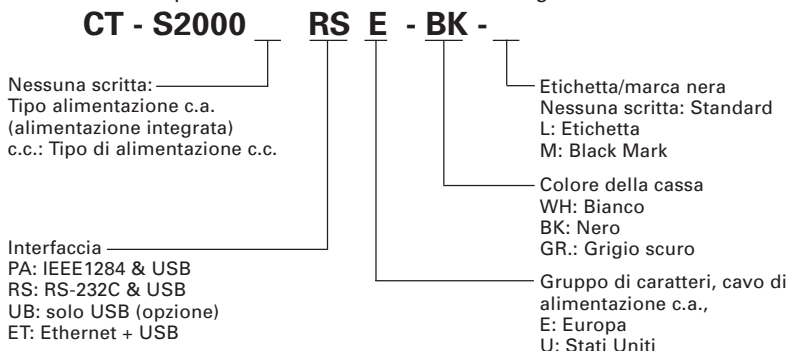 CT - S2000 __ RS E - BK - __
Nessuna scritta:
Tipo alimentazione c.a.
(alimentazione integrata)
c.c.: Tipo di alimentazione c.c.
Interfaccia
PA: IEEE1284 & USB
RS: RS-232C & USB
UB: solo USB (opzione)
ET: Ethernet + USB
Etichetta/marca nera
Nessuna scritta: Standard
L: Etichetta
M: Black Mark
Colore della cassa
WH: Bianco
BK: Nero
GR.: Grigio scuro
Gruppo di caratteri, cavo di
alimentazione c.a.,
E: Europa
U: Stati Uniti